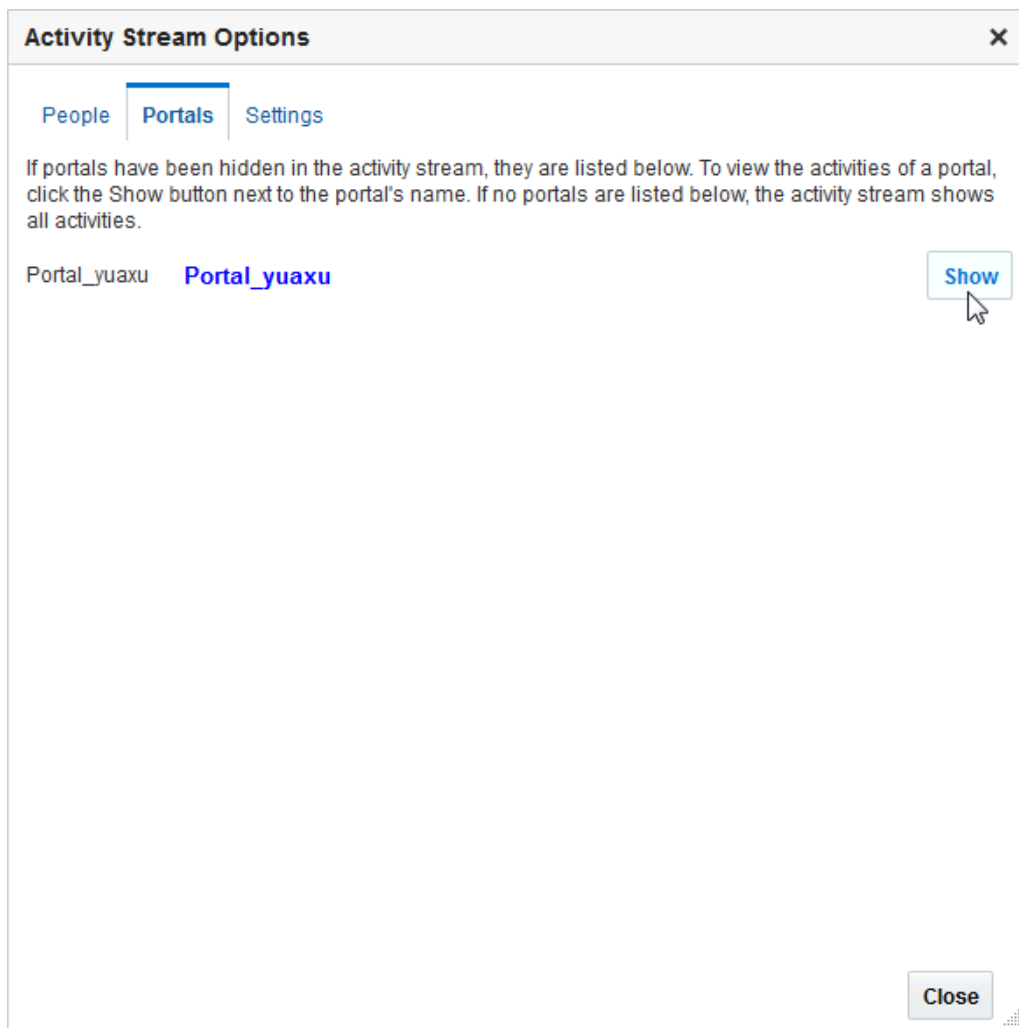 Activity Stream Options
People Portals Settings
If portals have been hidden in the activity stream, they are listed below. To view the activities of a portal,
click the Show button next to the portal's name. If no portals are listed below, the activity stream shows
all activities.
Portal_yuaxu Portal_yuaxu Show
Close